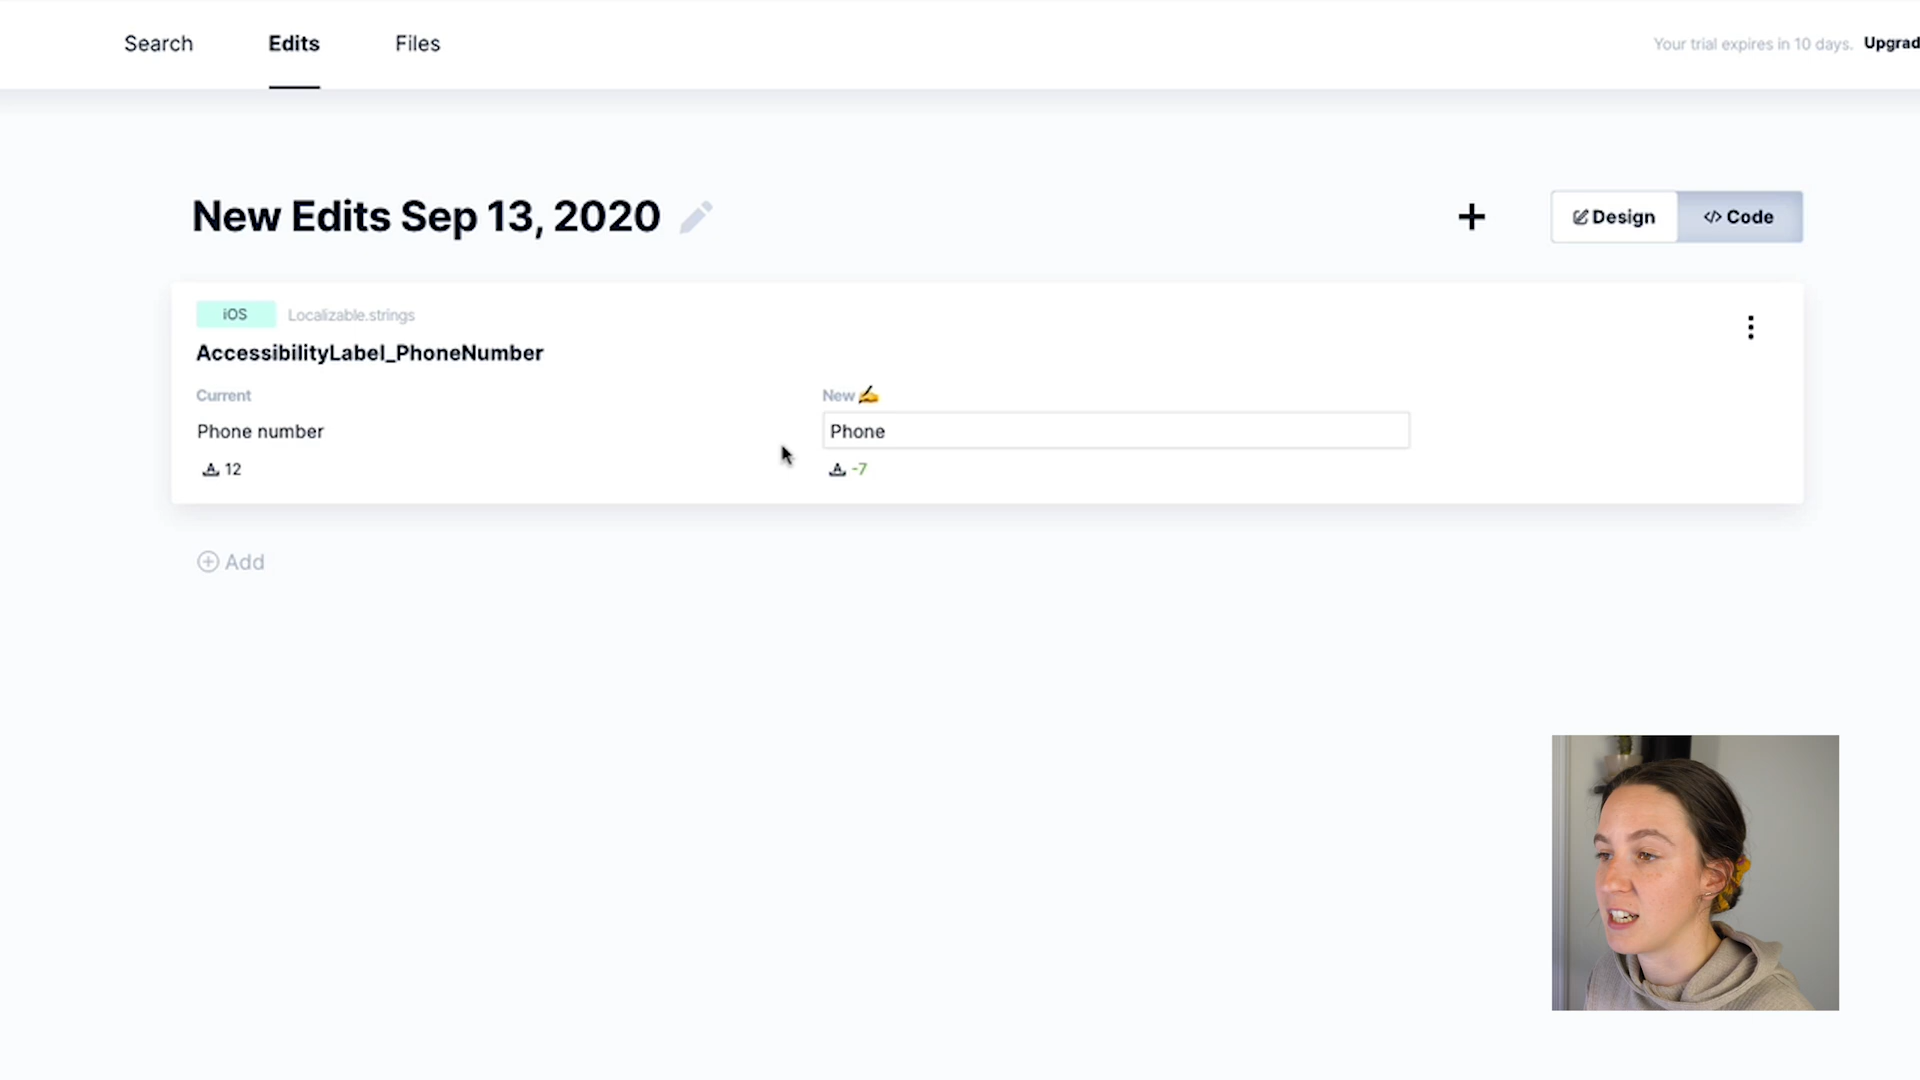 Search Edits Files Your trial expires in 10 days. Upgrad
New Edits Sep 13, 2020 Design </> Code
iOS Localizable.strings
AccessibilityLabel_PhoneNumber
Current New ✍️
Phone number Phone
A 12 A -7
Add